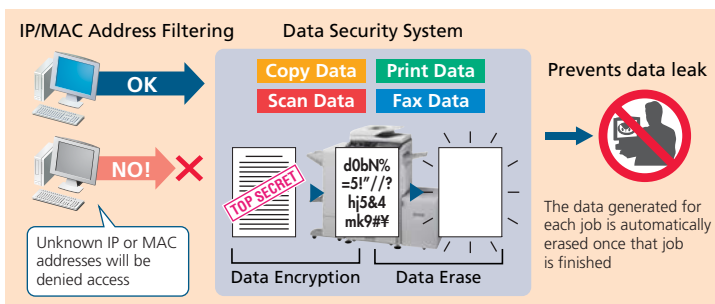 IP/MAC Address Filtering
Data Security System
OK
NO!
Unknown IP or MAC
addresses will be
denied access
Copy Data
Print Data
Scan Data
Fax Data
TOP SECRET
d0bN%
=5!"//?
hj5&4
mk9#¥
Data Encryption
Data Erase
Prevents data leak
The data generated for
each job is automatically
erased once that job
is finished